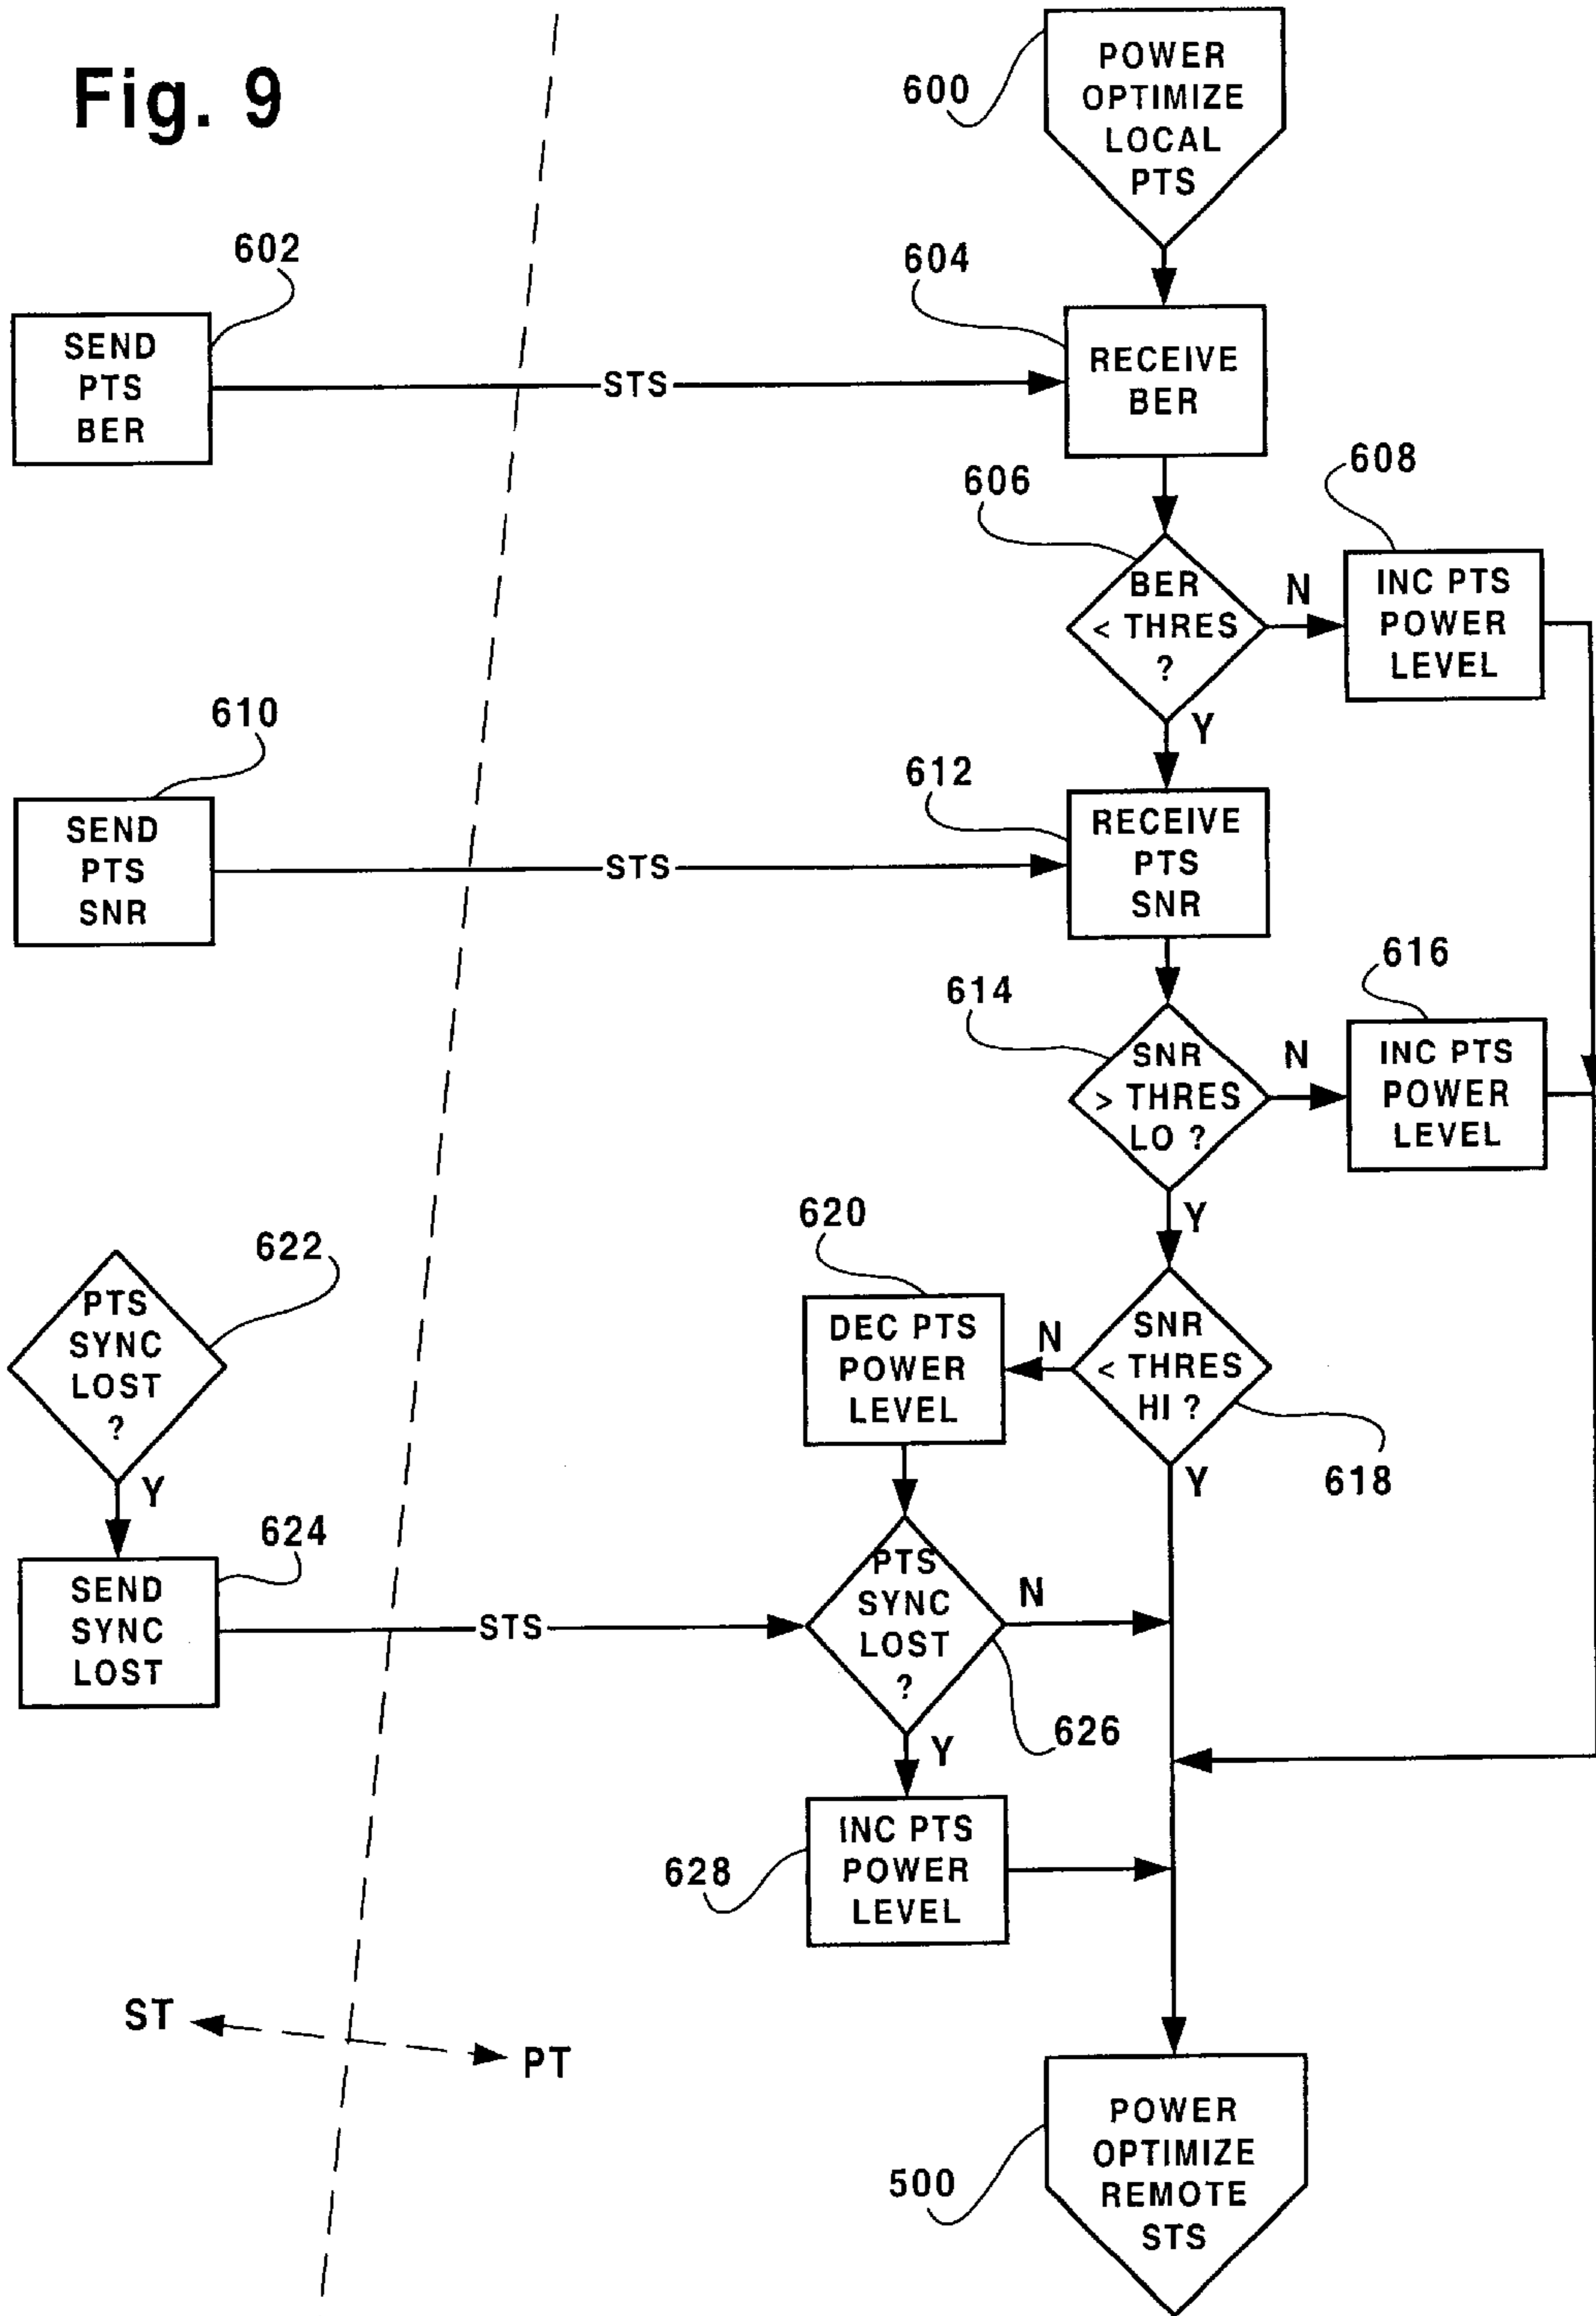 Fig. 9
600
POWER
OPTIMIZE
LOCAL
PTS
602
SEND
PTS
BER
STS
604
RECEIVE
BER
606
BER
< THRES
?
N
Y
608
INC PTS
POWER
LEVEL
610
SEND
PTS
SNR
STS
612
RECEIVE
PTS
SNR
614
SNR
> THRES
LO ?
N
Y
616
INC PTS
POWER
LEVEL
618
SNR
< THRES
HI ?
N
Y
620
DEC PTS
POWER
LEVEL
622
PTS
SYNC
LOST
?
Y
624
SEND
SYNC
LOST
STS
626
PTS
SYNC
LOST
?
N
Y
628
INC PTS
POWER
LEVEL
ST
PT
500
POWER
OPTIMIZE
REMOTE
STS